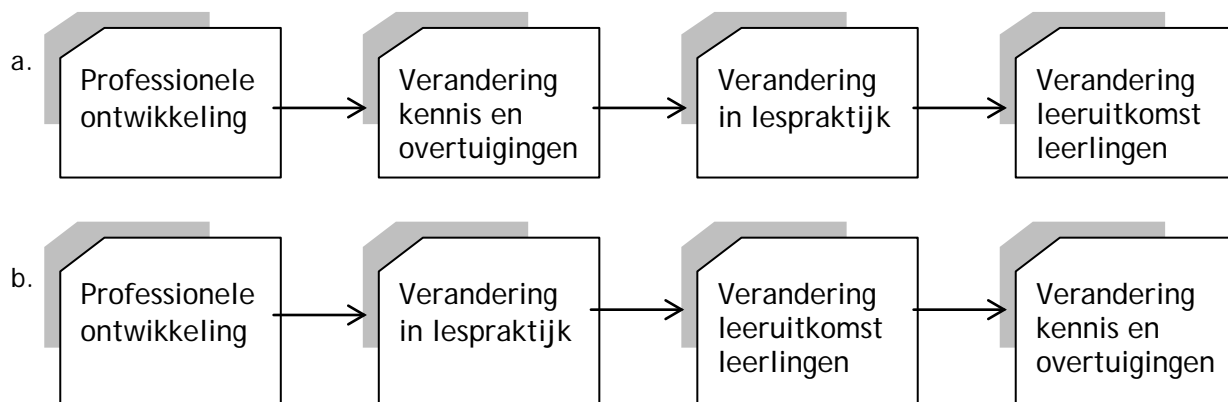 a.
Professionele
ontwikkeling
Verandering
kennis en
overtuigingen
Verandering
in lespraktijk
Verandering
leeruitkomst
leerlingen
b.
Professionele
ontwikkeling
Verandering
in lespraktijk
Verandering
leeruitkomst
leerlingen
Verandering
kennis en
overtuigingen